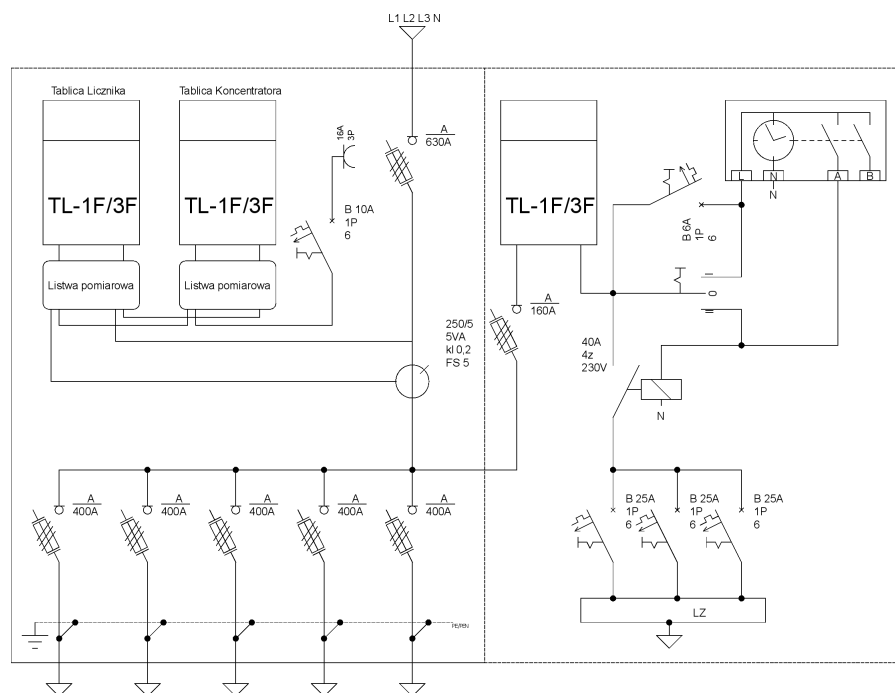 L1 L2 L3 N
Tablica Licznika
Tablica Koncentratora
TL-1F/3F
TL-1F/3F
TL-1F/3F
16A
3P
A
630A
B 10A
1P
6
Listwa pomiarowa
Listwa pomiarowa
250/5
5VA
kl 0,2
FS 5
A
160A
L
N
A
B
N
B 6A
1P
6
I
O
II
40A
4z
230V
N
A
400A
A
400A
A
400A
A
400A
A
400A
B 25A
1P
6
B 25A
1P
6
B 25A
1P
6
PE/PEN
LZ